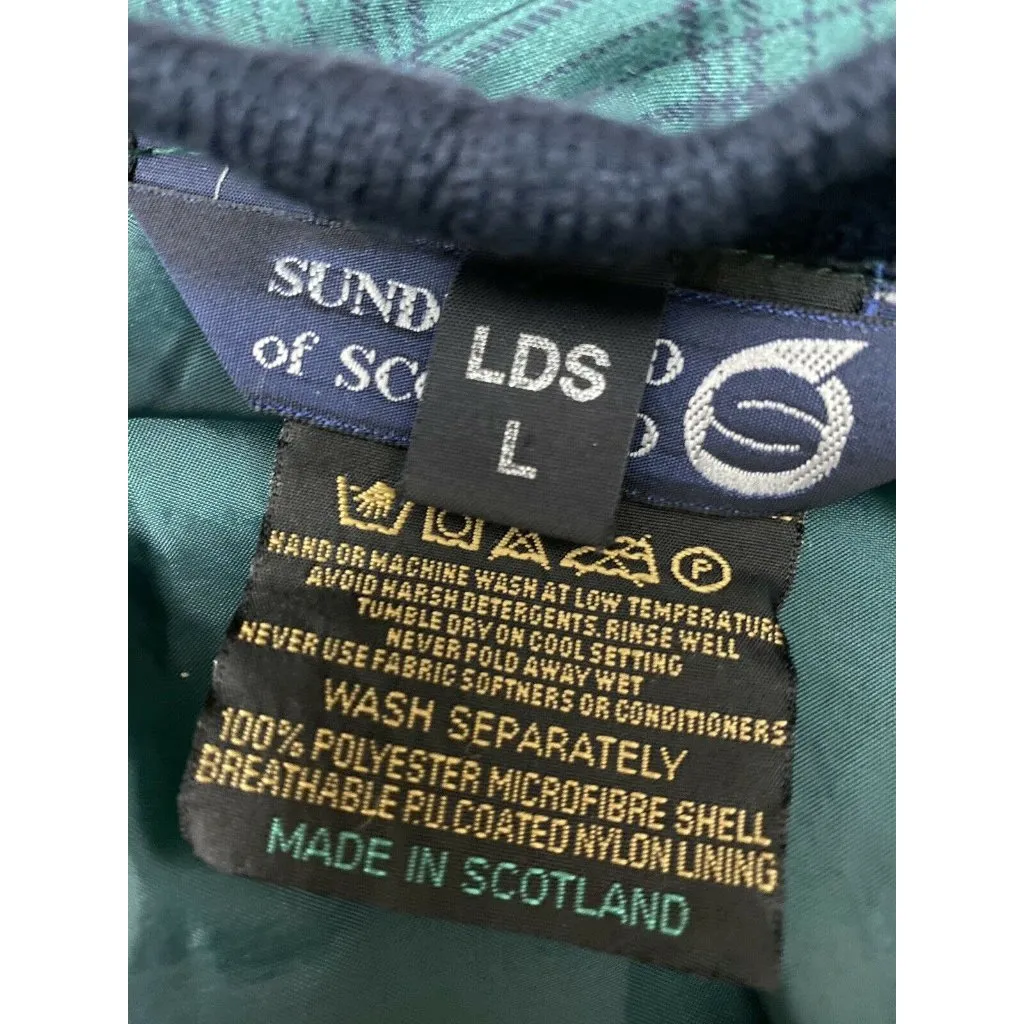 SUND
of SCO
LDS
L
D
D
P
HAND OR MACHINE WASH AT LOW TEMPERATURE
AVOID HARSH DETERGENTS. RINSE WELL
TUMBLE DRY ON COOL SETTING
NEVER FOLD AWAY WET
NEVER USE FABRIC SOFTNERS OR CONDITIONERS
WASH SEPARATELY
100% POLYESTER MICROFIBRE SHELL
BREATHABLE P.U. COATED NYLON LINING
MADE IN SCOTLAND